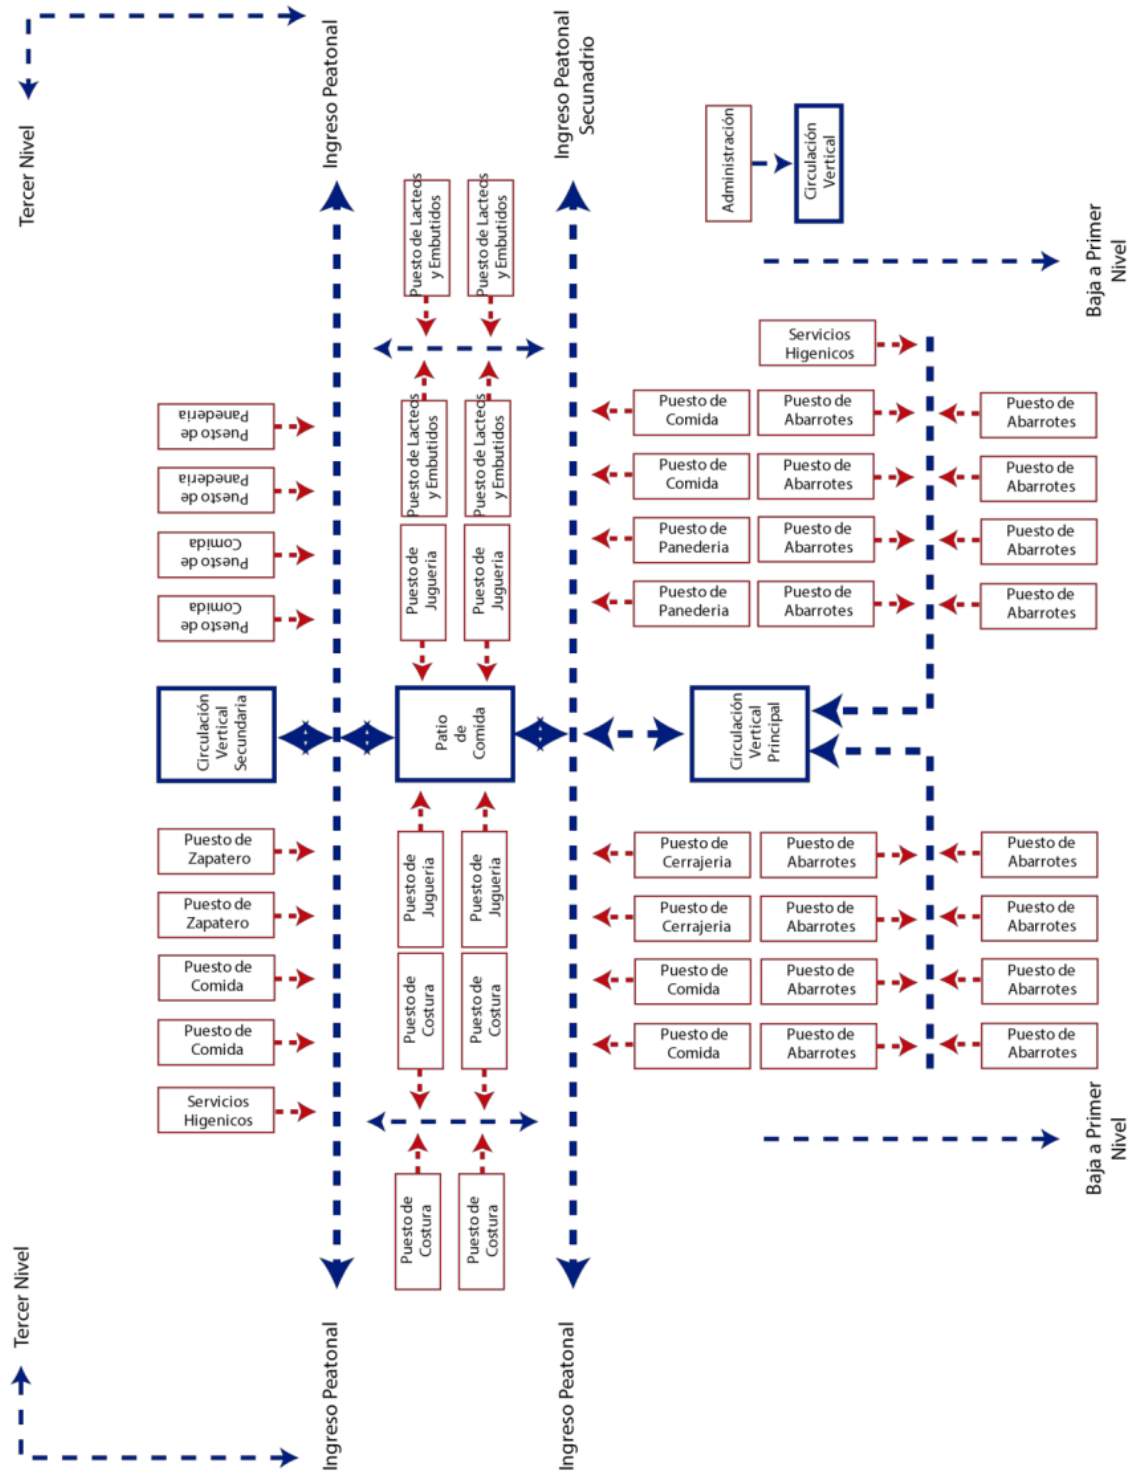 Tercer Nivel
Ingreso Peatonal
Ingreso Peatonal
Secunadrio
Administración
Circulación
Vertical
Baja a Primer
Nivel
Puesto de Lacteos
y Embutidos
Puesto de Lacteos
y Embutidos
Servicios
Higenicos
Puesto de
Panederia
Puesto de
Panederia
Puesto de
Comida
Puesto de
Comida
Puesto de Lacteos
y Embutidos
Puesto de Lacteos
y Embutidos
Puesto de
Jugueria
Puesto de
Jugueria
Puesto de
Comida
Puesto de
Abarrotes
Puesto de
Abarrotes
Puesto de
Comida
Puesto de
Abarrotes
Puesto de
Abarrotes
Puesto de
Panederia
Puesto de
Abarrotes
Puesto de
Abarrotes
Puesto de
Panederia
Puesto de
Abarrotes
Puesto de
Abarrotes
Circulación
Vertical
Secundaria
Patio
de
Comida
Circulación
Vertical
Principal
Puesto de
Zapatero
Puesto de
Zapatero
Puesto de
Comida
Puesto de
Comida
Servicios
Higenicos
Puesto de
Jugueria
Puesto de
Jugueria
Puesto de
Costura
Puesto de
Costura
Puesto de
Cerrajeria
Puesto de
Abarrotes
Puesto de
Abarrotes
Puesto de
Cerrajeria
Puesto de
Abarrotes
Puesto de
Abarrotes
Puesto de
Comida
Puesto de
Abarrotes
Puesto de
Abarrotes
Puesto de
Comida
Puesto de
Abarrotes
Puesto de
Abarrotes
Puesto de
Costura
Puesto de
Costura
Baja a Primer
Nivel
Tercer Nivel
Ingreso Peatonal
Ingreso Peatonal